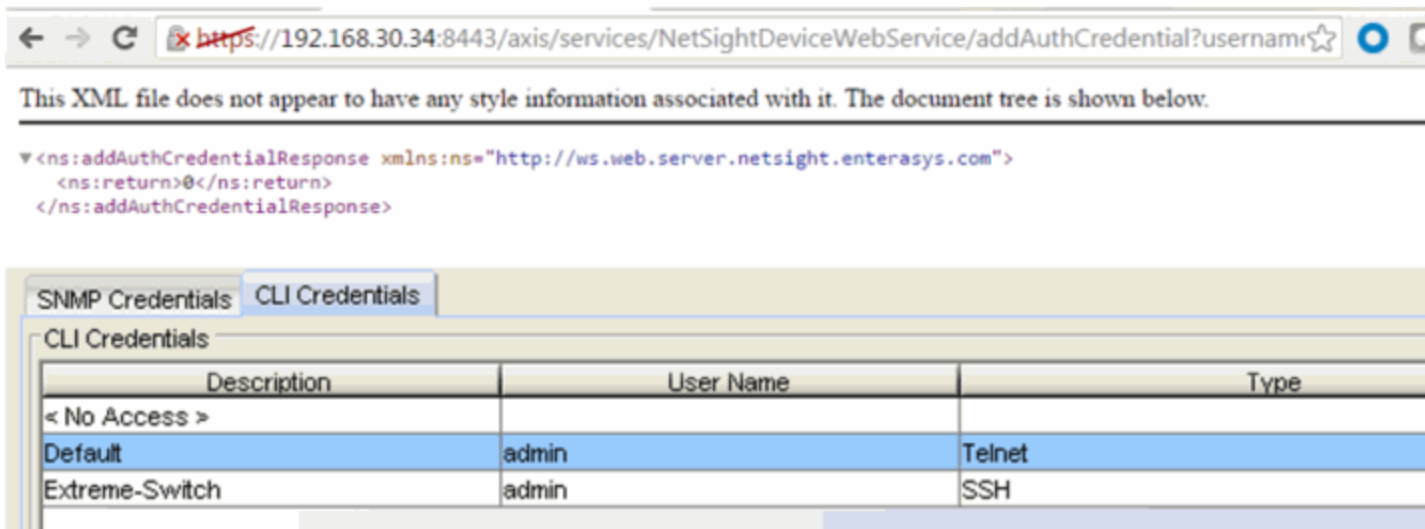 https://192.168.30.34:8443/axis/services/NetSightDeviceWebService/addAuthCredential?username
This XML file does not appear to have any style information associated with it. The document tree is shown below.
▼<ns:addAuthCredentialResponse xmlns:ns="http://ws.web.server.netsight.enterasys.com">
<ns:return>0</ns:return>
</ns:addAuthCredentialResponse>
SNMP Credentials CLI Credentials
CLI Credentials
Description User Name Type
< No Access >
Default admin Telnet
Extreme-Switch admin SSH